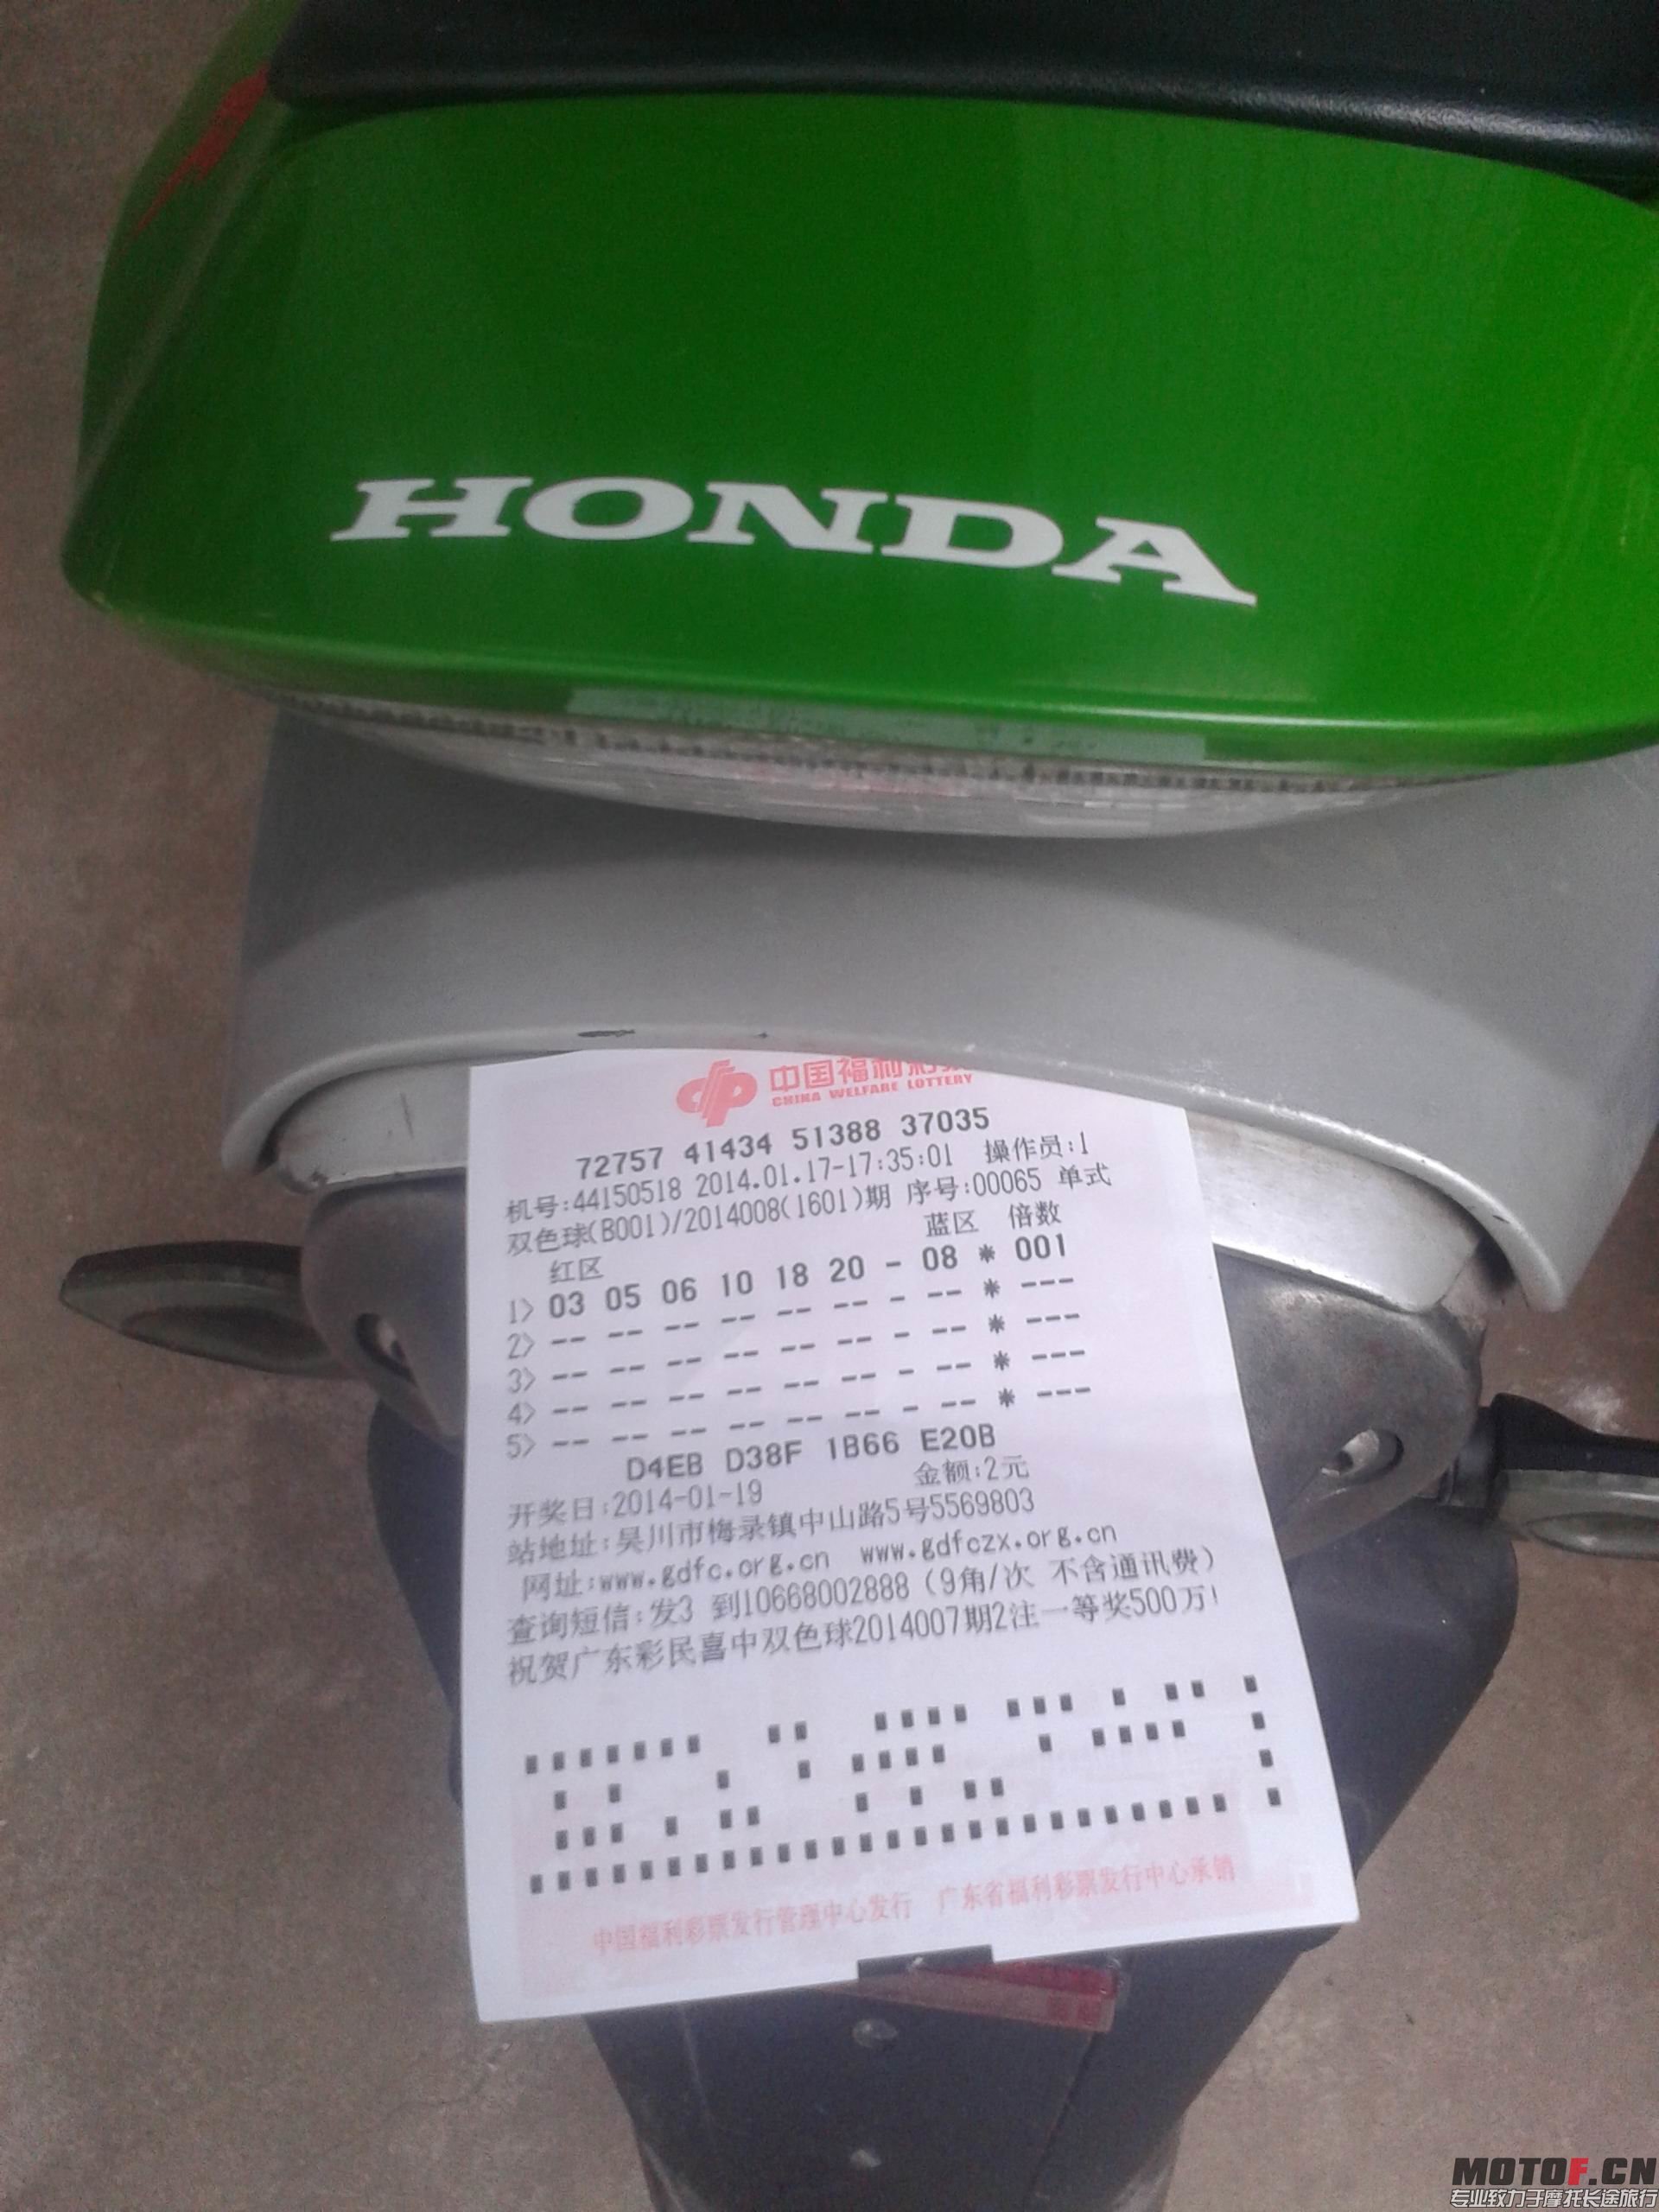 HONDA
中国福利彩票
CHINA WELFARE LOTTERY
72757 41434 51388 37035
机号:44150518 2014.01.17-17:35:01 操作员:1
双色球(B001)/2014008(1601)期 序号:00065 单式
红区 蓝区 倍数
1> 03 05 06 10 18 20 - 08 * 001
2> -- -- -- -- -- -- - -- * ---
3> -- -- -- -- -- -- - -- * ---
4> -- -- -- -- -- -- - -- * ---
5> -- -- -- -- -- -- - -- * ---
D4EB D38F 1B66 E20B
开奖日:2014-01-19 金额:2元
站地址:吴川市梅录镇中山路5号5569803
网址:www.gdfc.org.cn www.gdfczx.org.cn
查询短信:发3 到10668002888 (9角/次 不含通讯费)
祝贺广东彩民喜中双色球2014007期2注一等奖500万!
中国福利彩票发行管理中心发行 广东省福利彩票发行中心承销
MOTOF.CN
专业致力于摩托长途旅行